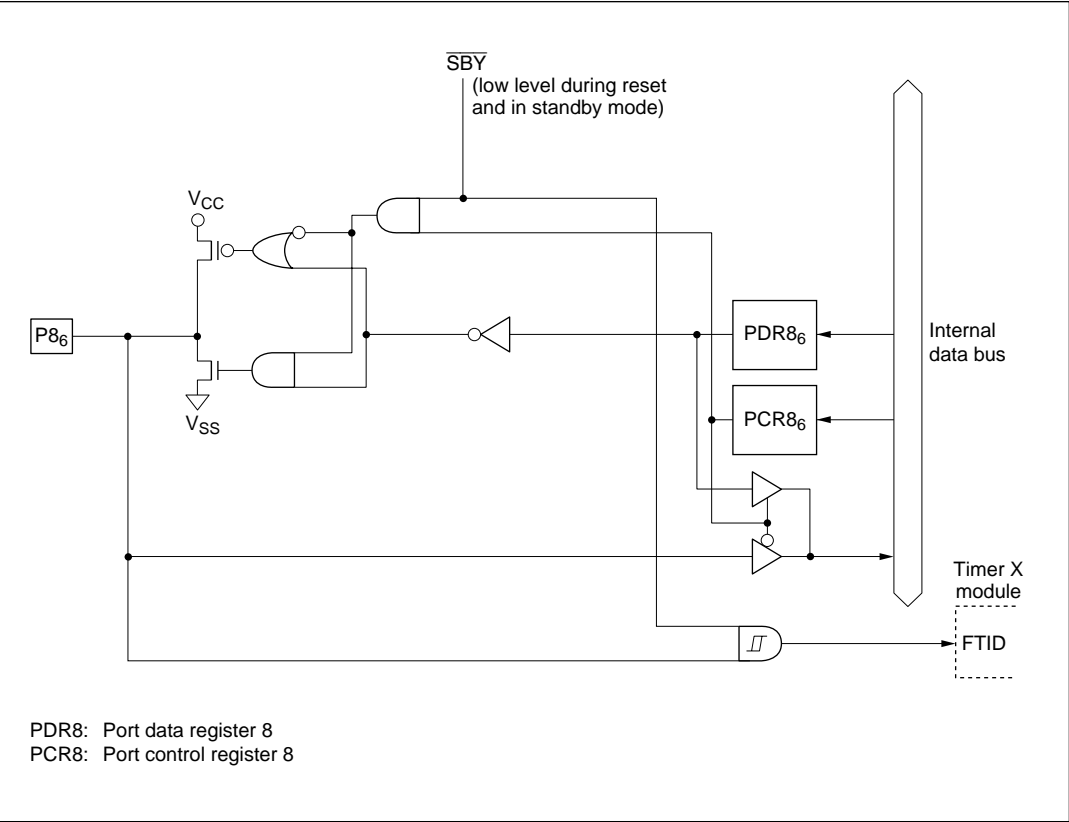 SBY
(low level during reset
and in standby mode)
VCC
P86
PDR86
Internal
data bus
PCR86
VSS
Timer X
module
FTID
PDR8: Port data register 8
PCR8: Port control register 8